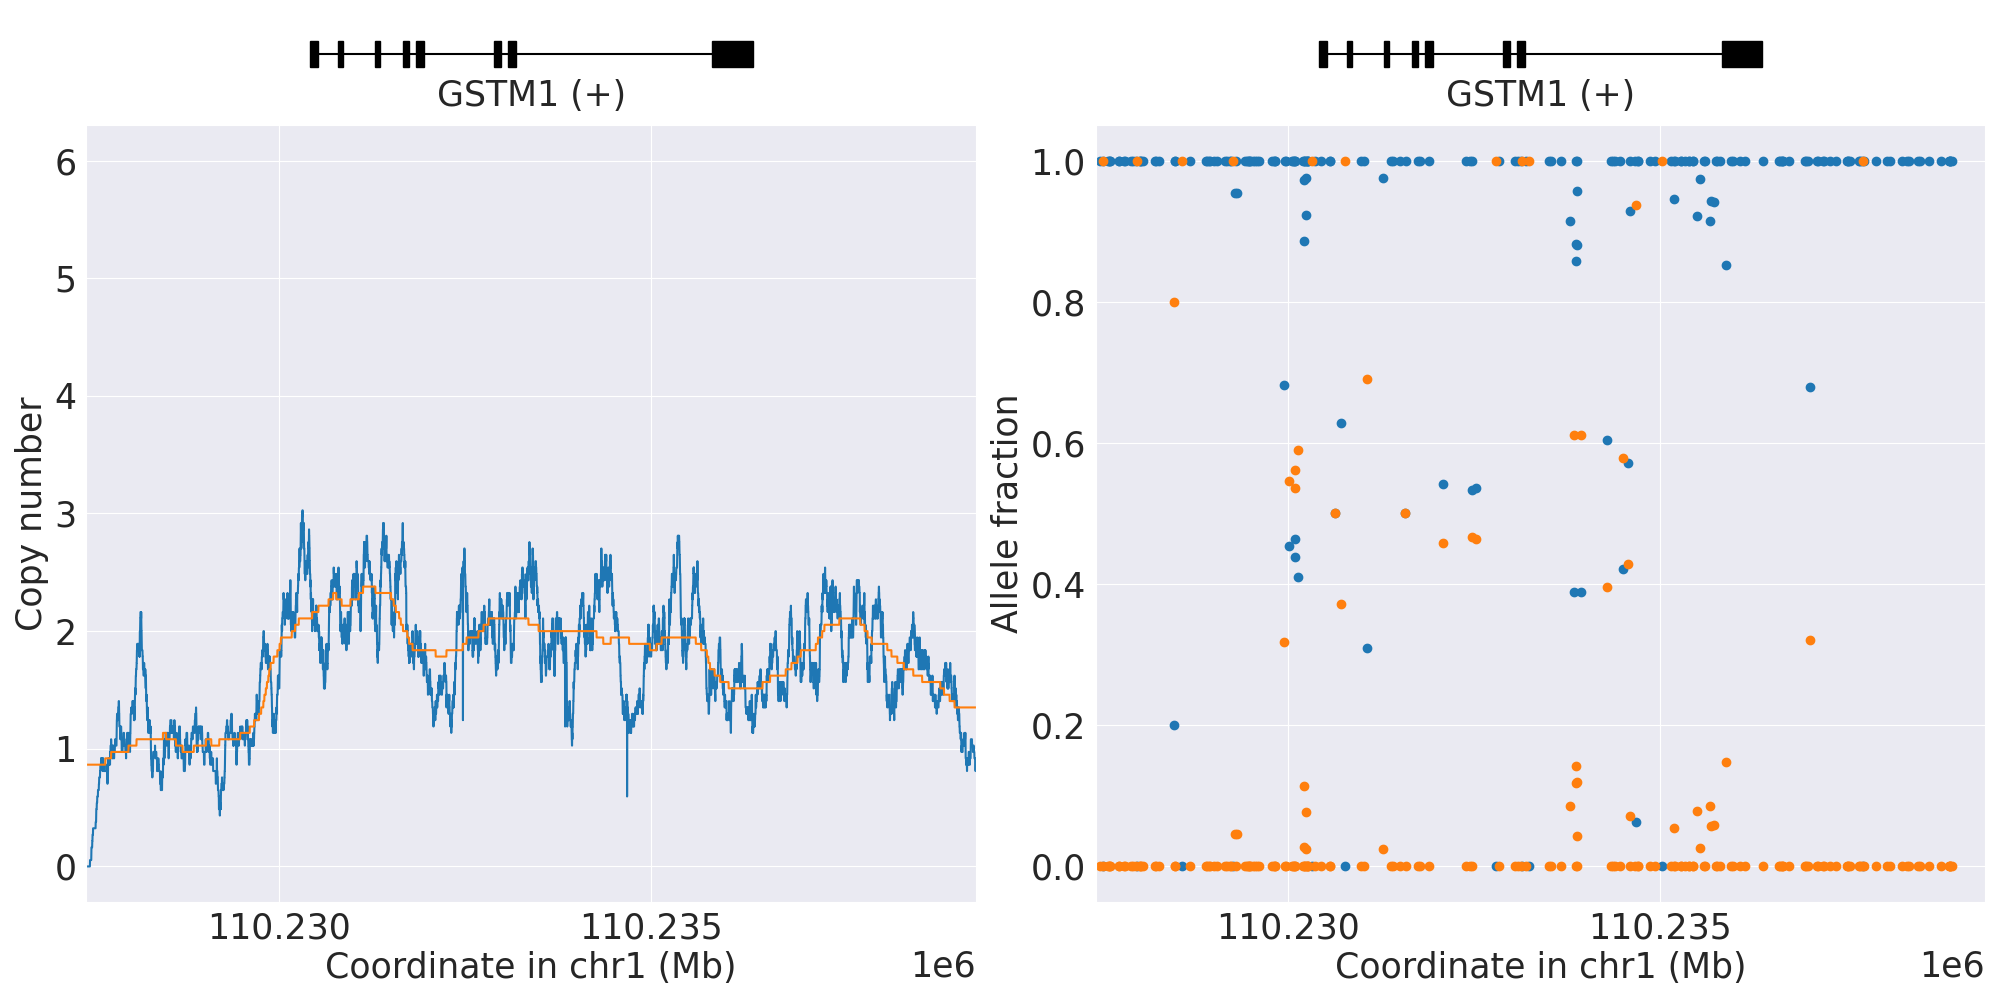 GSTM1 (+)
6
5
4
3
2
1
0
Copy number
110.230
110.235
Coordinate in chr1 (Mb)
1e6
GSTM1 (+)
1.0
0.8
0.6
0.4
0.2
0.0
Allele fraction
110.230
110.235
Coordinate in chr1 (Mb)
1e6